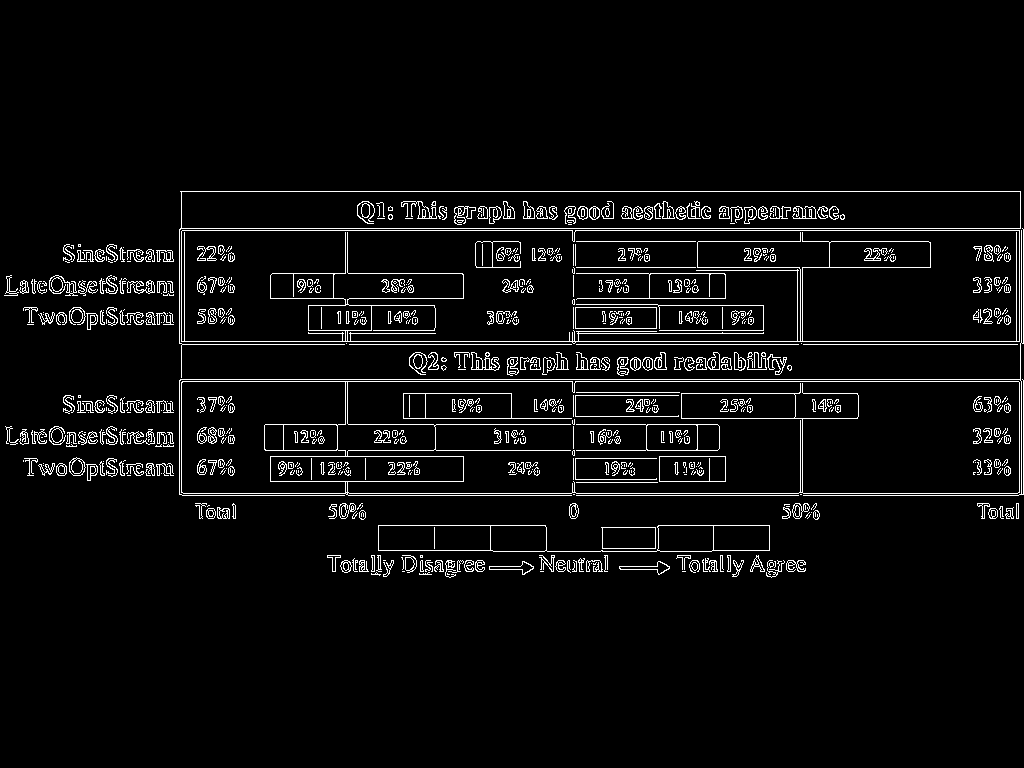 Q1: This graph has good aesthetic appearance.
SineStream 22% 6% 12% 27% 29% 22% 78%
LateOnsetStream 67% 9% 28% 24% 17% 13% 33%
TwoOptStream 58% 11% 14% 30% 19% 14% 9% 42%
Q2: This graph has good readability.
SineStream 37% 19% 14% 24% 25% 14% 63%
LateOnsetStream 68% 12% 22% 31% 16% 11% 32%
TwoOptStream 67% 9% 12% 22% 24% 19% 11% 33%
Total 50% 0 50% Total
Totally Disagree Neutral Totally Agree